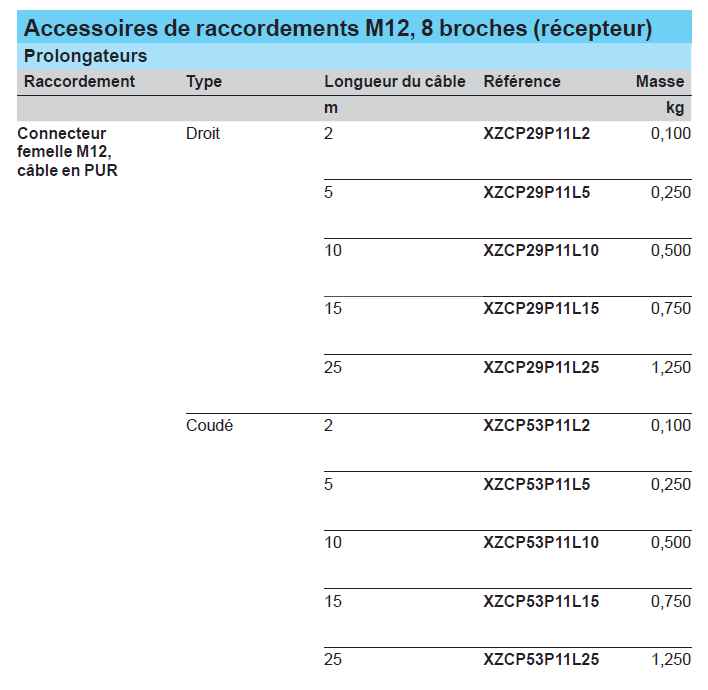 Accessoires de raccordements M12, 8 broches (récepteur)
Prolongateurs
Raccordement Type Longueur du câble Référence Masse
m kg
Connecteur Droit 2 XZCP29P11L2 0,100
femelle M12,
câble en PUR
5 XZCP29P11L5 0,250
10 XZCP29P11L10 0,500
15 XZCP29P11L15 0,750
25 XZCP29P11L25 1,250
Coudé 2 XZCP53P11L2 0,100
5 XZCP53P11L5 0,250
10 XZCP53P11L10 0,500
15 XZCP53P11L15 0,750
25 XZCP53P11L25 1,250